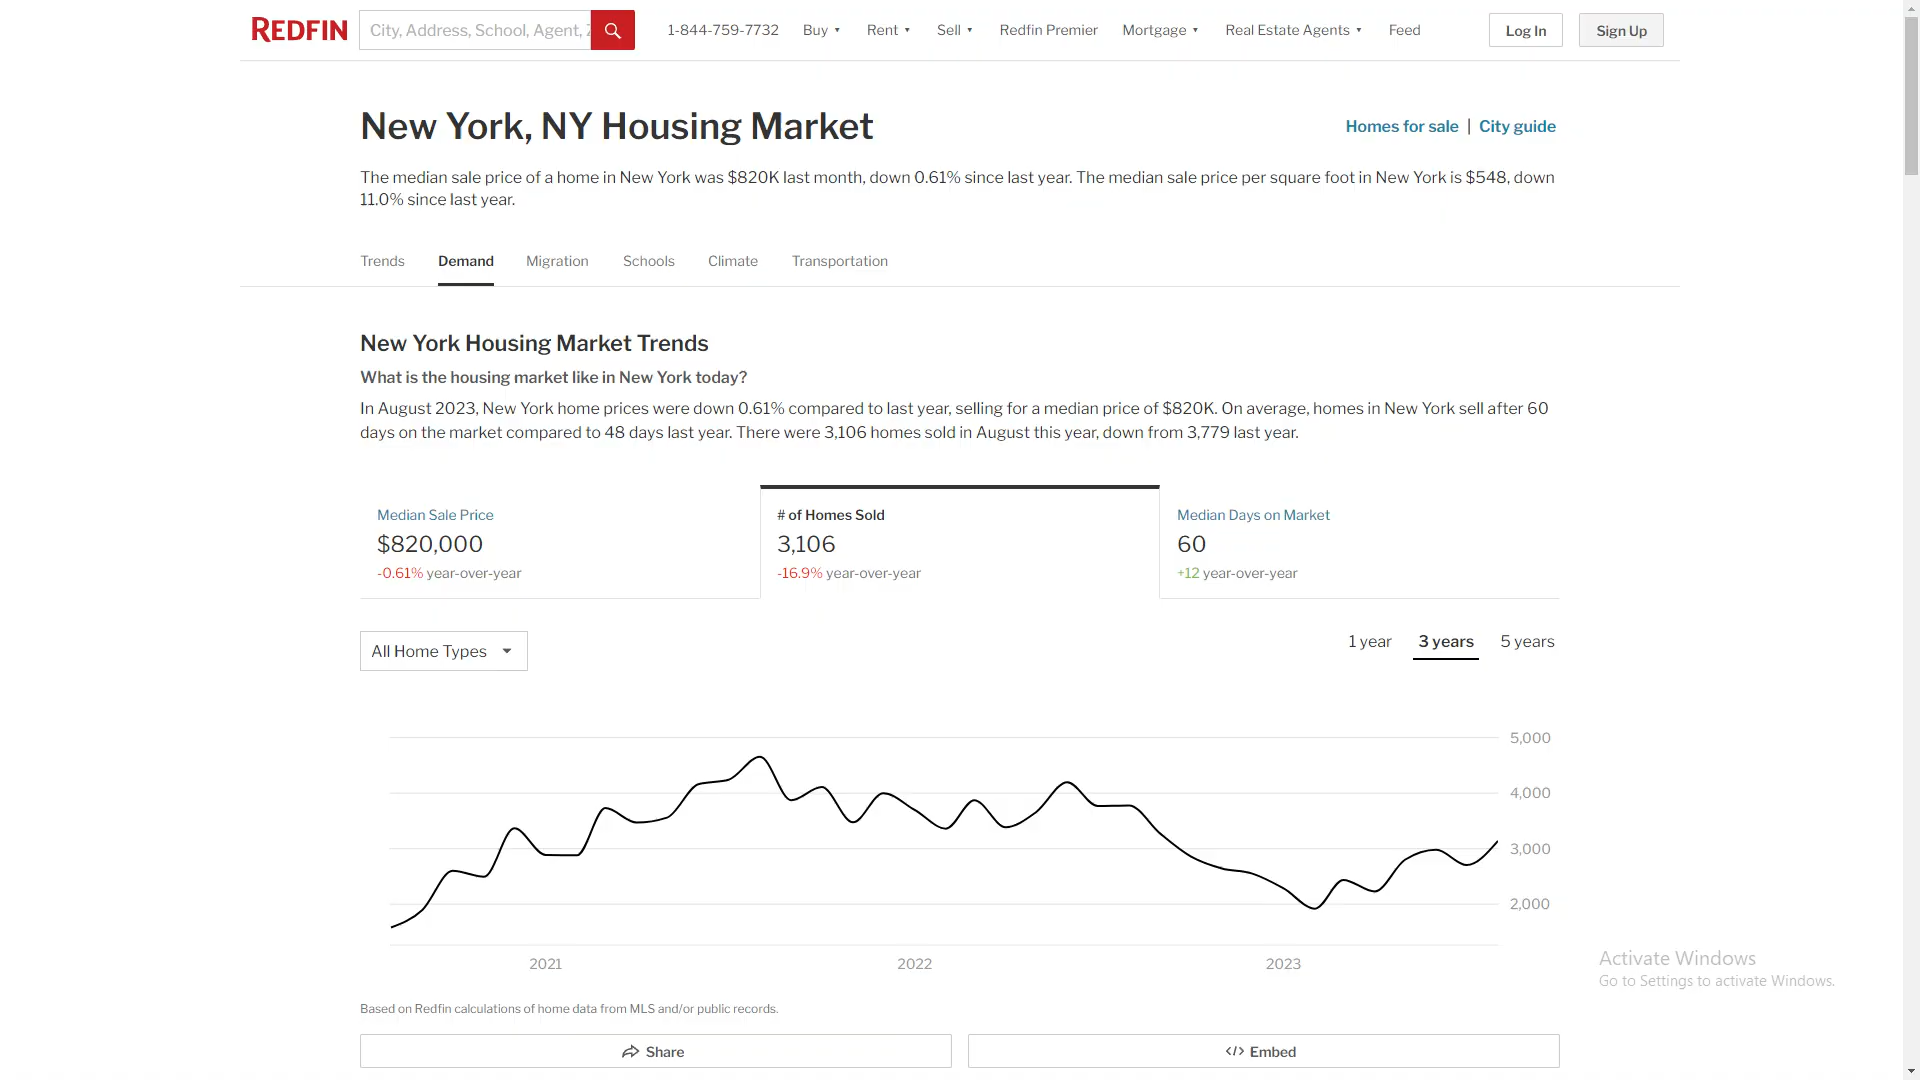 REDFIN
City, Address, School, Agent, Z
1-844-759-7732
Buy
Rent
Sell
Redfin Premier
Mortgage
Real Estate Agents
Feed
Log In
Sign Up
New York, NY Housing Market
Homes for sale | City guide
The median sale price of a home in New York was $820K last month, down 0.61% since last year. The median sale price per square foot in New York is $548, down
11.0% since last year.
Trends
Demand
Migration
Schools
Climate
Transportation
New York Housing Market Trends
What is the housing market like in New York today?
In August 2023, New York home prices were down 0.61% compared to last year, selling for a median price of $820K. On average, homes in New York sell after 60
days on the market compared to 48 days last year. There were 3,106 homes sold in August this year, down from 3,779 last year.
Median Sale Price
$820,000
-0.61% year-over-year
# of Homes Sold
3,106
-16.9% year-over-year
Median Days on Market
60
+12 year-over-year
All Home Types
1 year
3 years
5 years
5,000
4,000
3,000
2,000
2021
2022
2023
Activate Windows
Go to Settings to activate Windows.
Based on Redfin calculations of home data from MLS and/or public records.
Share
</> Embed